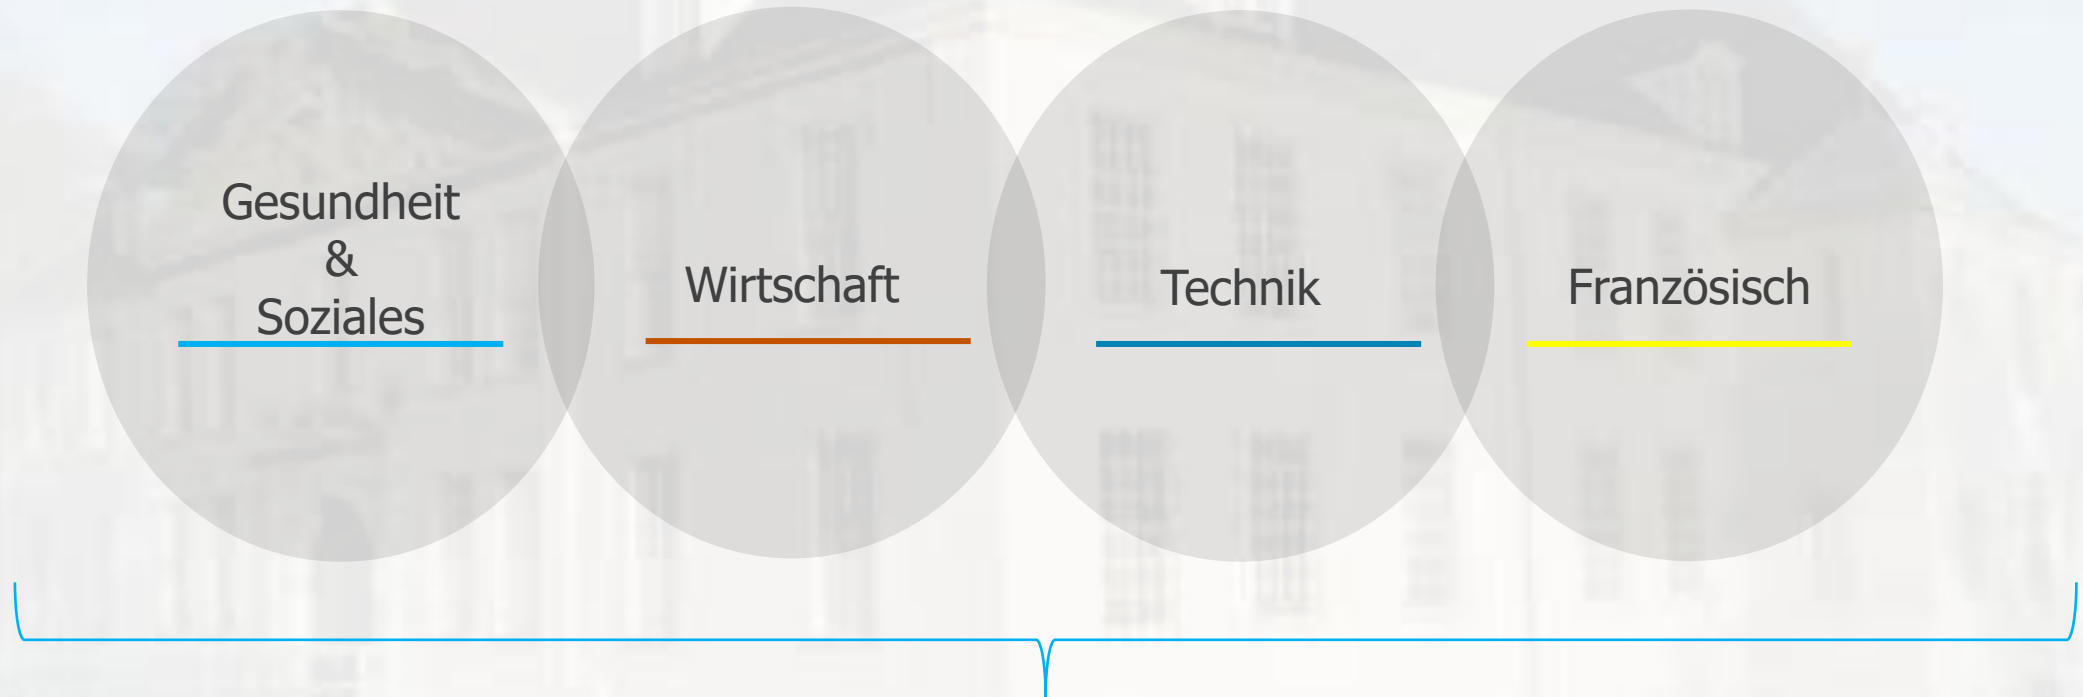 Gesundheit
&
Soziales
Wirtschaft
Technik
Französisch